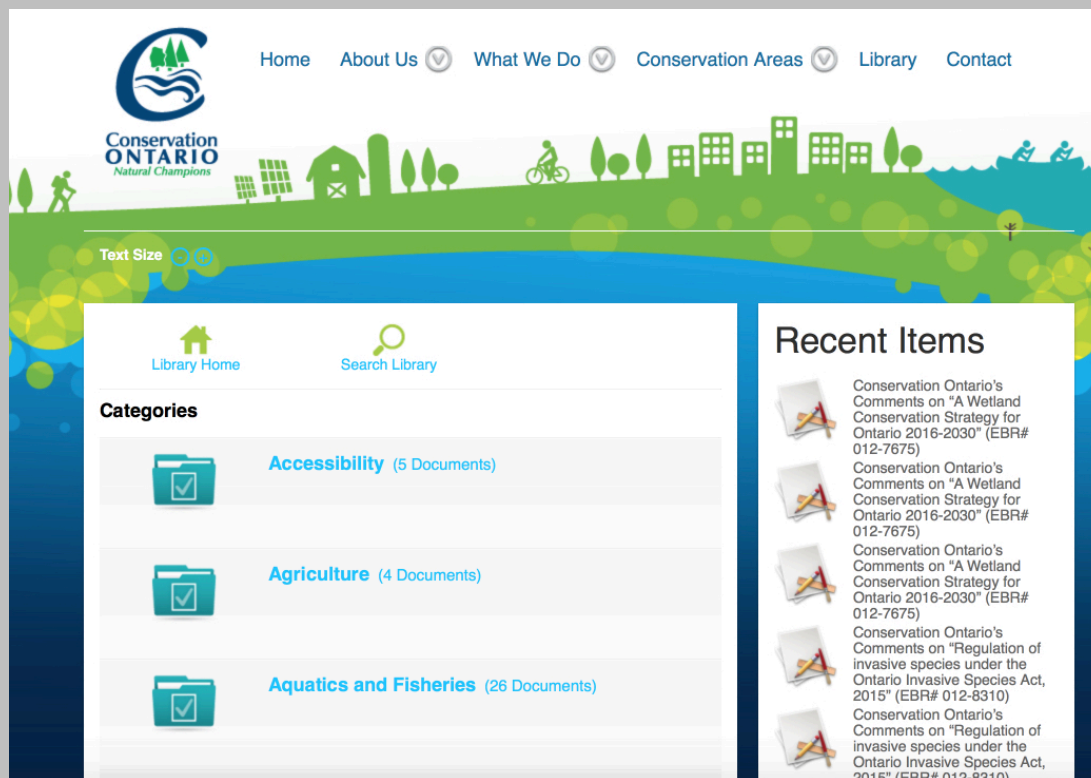 Conservation
ONTARIO
Natural Champions
Home About Us What We Do Conservation Areas Library Contact
Text Size - +
Library Home Search Library
Categories
Accessibility (5 Documents)
Agriculture (4 Documents)
Aquatics and Fisheries (26 Documents)
Recent Items
Conservation Ontario’s
Comments on “A Wetland
Conservation Strategy for
Ontario 2016-2030” (EBR#
012-7675)
Conservation Ontario’s
Comments on “A Wetland
Conservation Strategy for
Ontario 2016-2030” (EBR#
012-7675)
Conservation Ontario’s
Comments on “A Wetland
Conservation Strategy for
Ontario 2016-2030” (EBR#
012-7675)
Conservation Ontario’s
Comments on “Regulation of
invasive species under the
Ontario Invasive Species Act,
2015” (EBR# 012-8310)
Conservation Ontario’s
Comments on “Regulation of
invasive species under the
Ontario Invasive Species Act,
2015” (EBR# 012-8310)